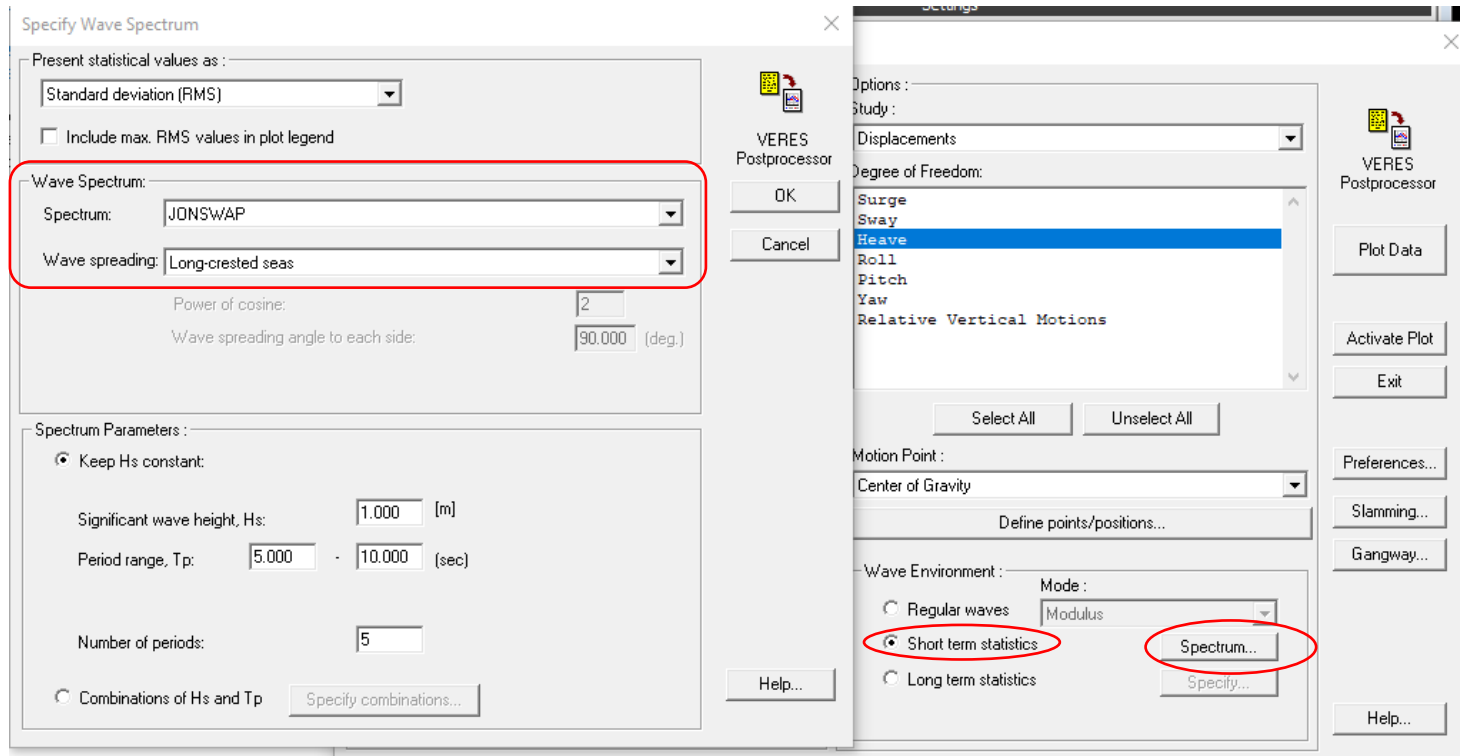 Specify Wave Spectrum
Present statistical values as :
Standard deviation (RMS)
Include max. RMS values in plot legend
VERES
Postprocessor
OK
Cancel
Wave Spectrum:
Spectrum: JONSWAP
Wave spreading: Long-crested seas
Power of cosine: 2
Wave spreading angle to each side: 90.000 (deg.)
Spectrum Parameters :
Keep Hs constant:
Significant wave height, Hs: 1.000 [m]
Period range, Tp: 5.000 - 10.000 (sec)
Number of periods: 5
Combinations of Hs and Tp Specify combinations...
Help...
Settings
Options :
Study :
Displacements
Degree of Freedom:
Surge
Sway
Heave
Roll
Pitch
Yaw
Relative Vertical Motions
Select All Unselect All
Motion Point :
Center of Gravity
Define points/positions...
Wave Environment :
Mode :
Regular waves Modulus
Short term statistics Spectrum...
Long term statistics Specify...
VERES
Postprocessor
Plot Data
Activate Plot
Exit
Preferences...
Slamming...
Gangway...
Help...